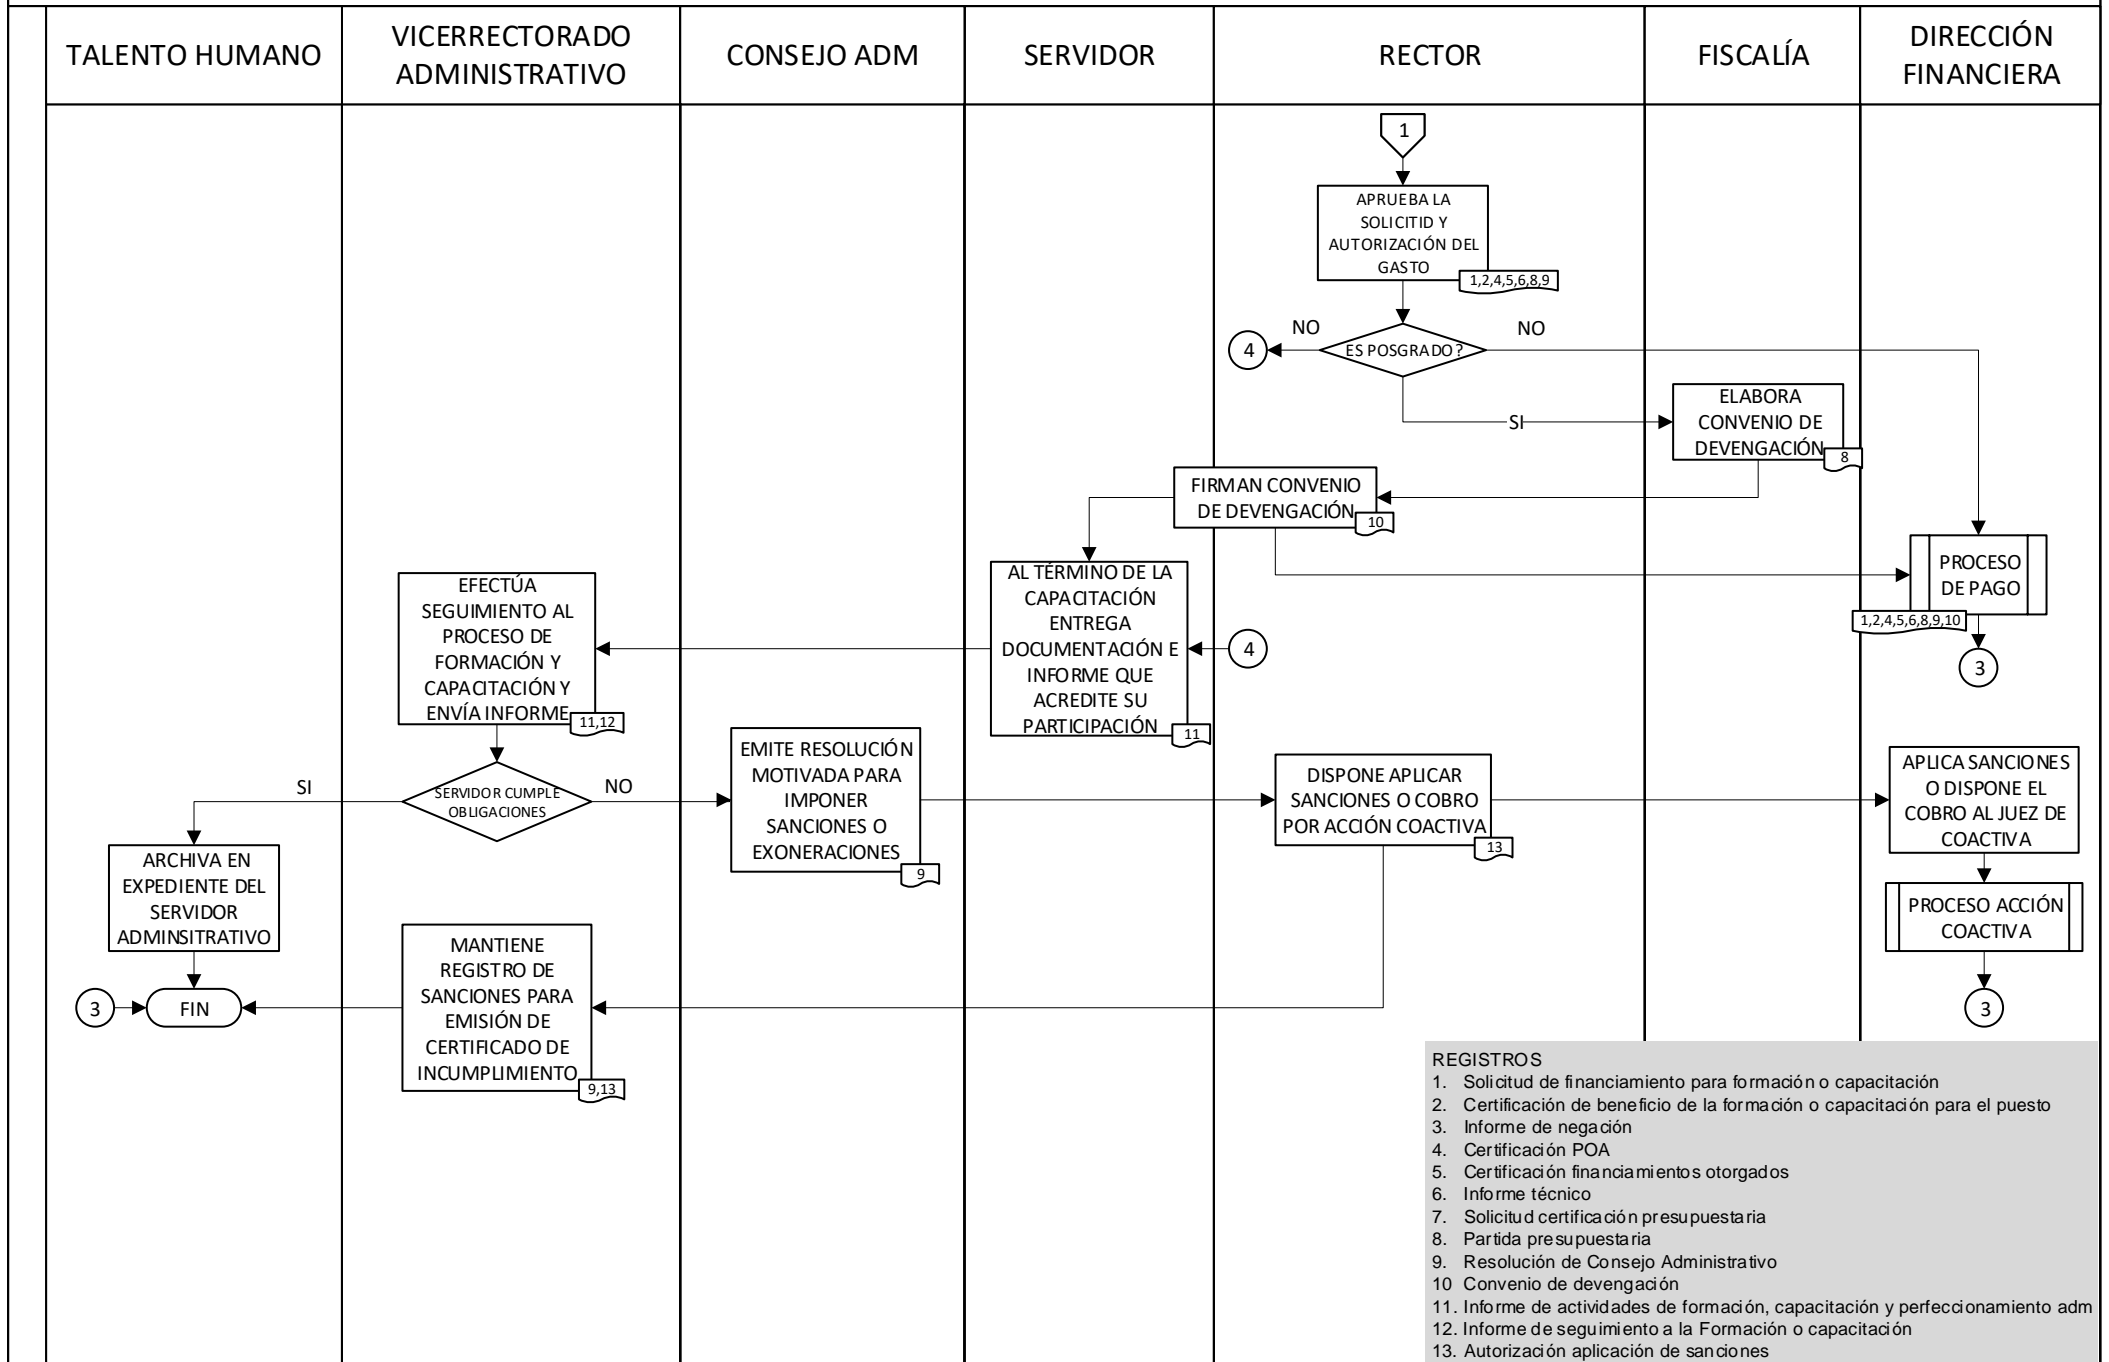 TALENTO HUMANO
VICERRECTORADO
ADMINISTRATIVO
CONSEJO ADM
SERVIDOR
RECTOR
FISCALÍA
DIRECCIÓN
FINANCIERA
1
APRUEBA LA
SOLICITID Y
AUTORIZACIÓN DEL
GASTO
1,2,4,5,6,8,9
NO
NO
4
ES POSGRADO?
SI
ELABORA
CONVENIO DE
DEVENGACIÓN
8
FIRMAN CONVENIO
DE DEVENGACIÓN
10
PROCESO
DE PAGO
1,2,4,5,6,8,9,10
3
AL TÉRMINO DE LA
CAPACITACIÓN
ENTREGA
DOCUMENTACIÓN E
INFORME QUE
ACREDITE SU
PARTICIPACIÓN
11
4
EFECTÚA
SEGUIMIENTO AL
PROCESO DE
FORMACIÓN Y
CAPACITACIÓN Y
ENVÍA INFORME
11,12
SI
SERVIDOR CUMPLE
OBLIGACIONES
NO
EMITE RESOLUCIÓN
MOTIVADA PARA
IMPONER
SANCIONES O
EXONERACIONES
9
DISPONE APLICAR
SANCIONES O COBRO
POR ACCIÓN COACTIVA
13
APLICA SANCIONES
O DISPONE EL
COBRO AL JUEZ DE
COACTIVA
PROCESO ACCIÓN
COACTIVA
3
ARCHIVA EN
EXPEDIENTE DEL
SERVIDOR
ADMINSITRATIVO
3
FIN
MANTIENE
REGISTRO DE
SANCIONES PARA
EMISIÓN DE
CERTIFICADO DE
INCUMPLIMIENTO
9,13
REGISTROS
1. Solicitud de financiamiento para formación o capacitación
2. Certificación de beneficio de la formación o capacitación para el puesto
3. Informe de negación
4. Certificación POA
5. Certificación financiamientos otorgados
6. Informe técnico
7. Solicitud certificación presupuestaria
8. Partida presupuestaria
9. Resolución de Consejo Administrativo
10 Convenio de devengación
11. Informe de actividades de formación, capacitación y perfeccionamiento adm
12. Informe de seguimiento a la Formación o capacitación
13. Autorización aplicación de sanciones